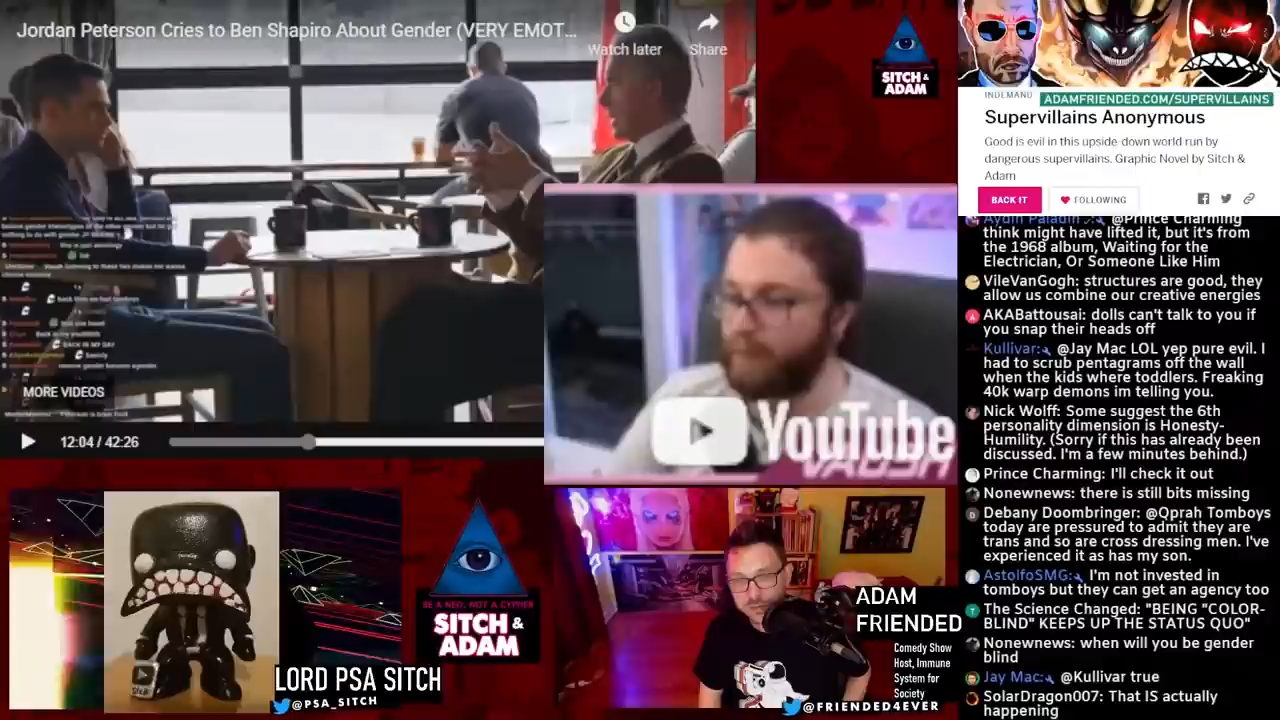 Jordan Peterson Cries to Ben Shapiro About Gender (VERY EMOT...
Watch later
Share
SITCH &
ADAM
MORE VIDEOS
12:04 / 42:26
YouTube
VAUSH
INDEMAND
ADAMFRIENDED.COM/SUPERVILLAINS
Supervillains Anonymous
Good is evil in this upside-down world run by
dangerous supervillains. Graphic Novel by Sitch &
Adam
BACK IT
FOLLOWING
Aydin Paladin: @Prince Charming
think might have lifted it, but it's from
the 1968 album, Waiting for the
Electrician, Or Someone Like Him
VileVanGogh: structures are good, they
allow us combine our creative energies
AKABattousai: dolls can't talk to you if
you snap their heads off
Kullivar: @Jay Mac LOL yep pure evil. I
had to scrub pentagrams off the wall
when the kids where toddlers. Freaking
40k warp demons im telling you.
Nick Wolff: Some suggest the 6th
personality dimension is Honesty-
Humility. (Sorry if this has already been
discussed. I'm a few minutes behind.)
Prince Charming: I'll check it out
Nonewnews: there is still bits missing
Debany Doombringer: @Qprah Tomboys
today are pressured to admit they are
trans and so are cross dressing men. I've
experienced it as has my son.
AstolfoSMG: I'm not invested in
tomboys but they can get an agency too
The Science Changed: "BEING "COLOR-
BLIND" KEEPS UP THE STATUS QUO"
Nonewnews: when will you be gender
blind
Jay Mac: @Kullivar true
SolarDragon007: That IS actually
happening
LORD PSA SITCH
@PSA_SITCH
BE A NEO, NOT A CYPHER
SITCH &
ADAM
ADAM
FRIENDED
Comedy Show
Host, Immune
System for
Society
@FRIENDED4EVER